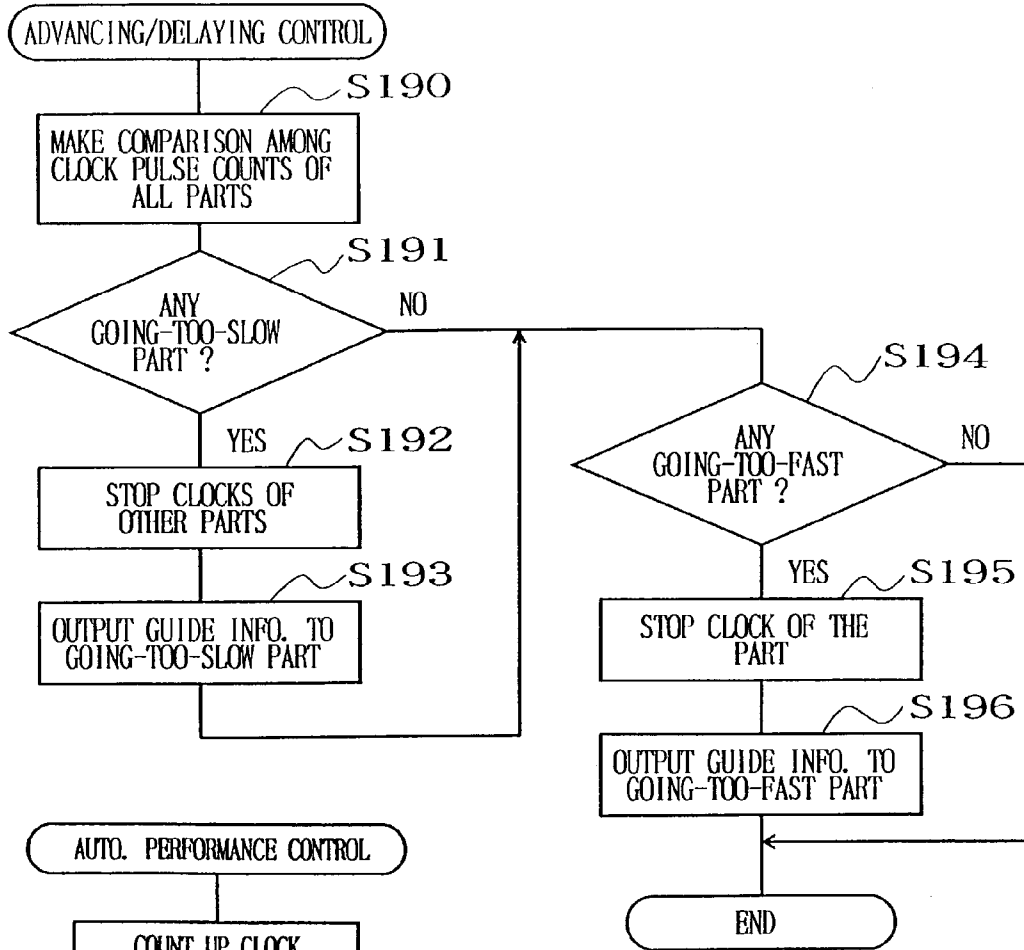 ADVANCING/DELAYING CONTROL
S190
MAKE COMPARISON AMONG
CLOCK PULSE COUNTS OF
ALL PARTS
S191
ANY
GOING-TOO-SLOW
PART ?
NO
YES
S192
STOP CLOCKS OF
OTHER PARTS
S193
OUTPUT GUIDE INFO. TO
GOING-TOO-SLOW PART
S194
ANY
GOING-TOO-FAST
PART ?
NO
YES
S195
STOP CLOCK OF THE
PART
S196
OUTPUT GUIDE INFO. TO
GOING-TOO-FAST PART
END
AUTO. PERFORMANCE CONTROL
COUNT UP CLOCK